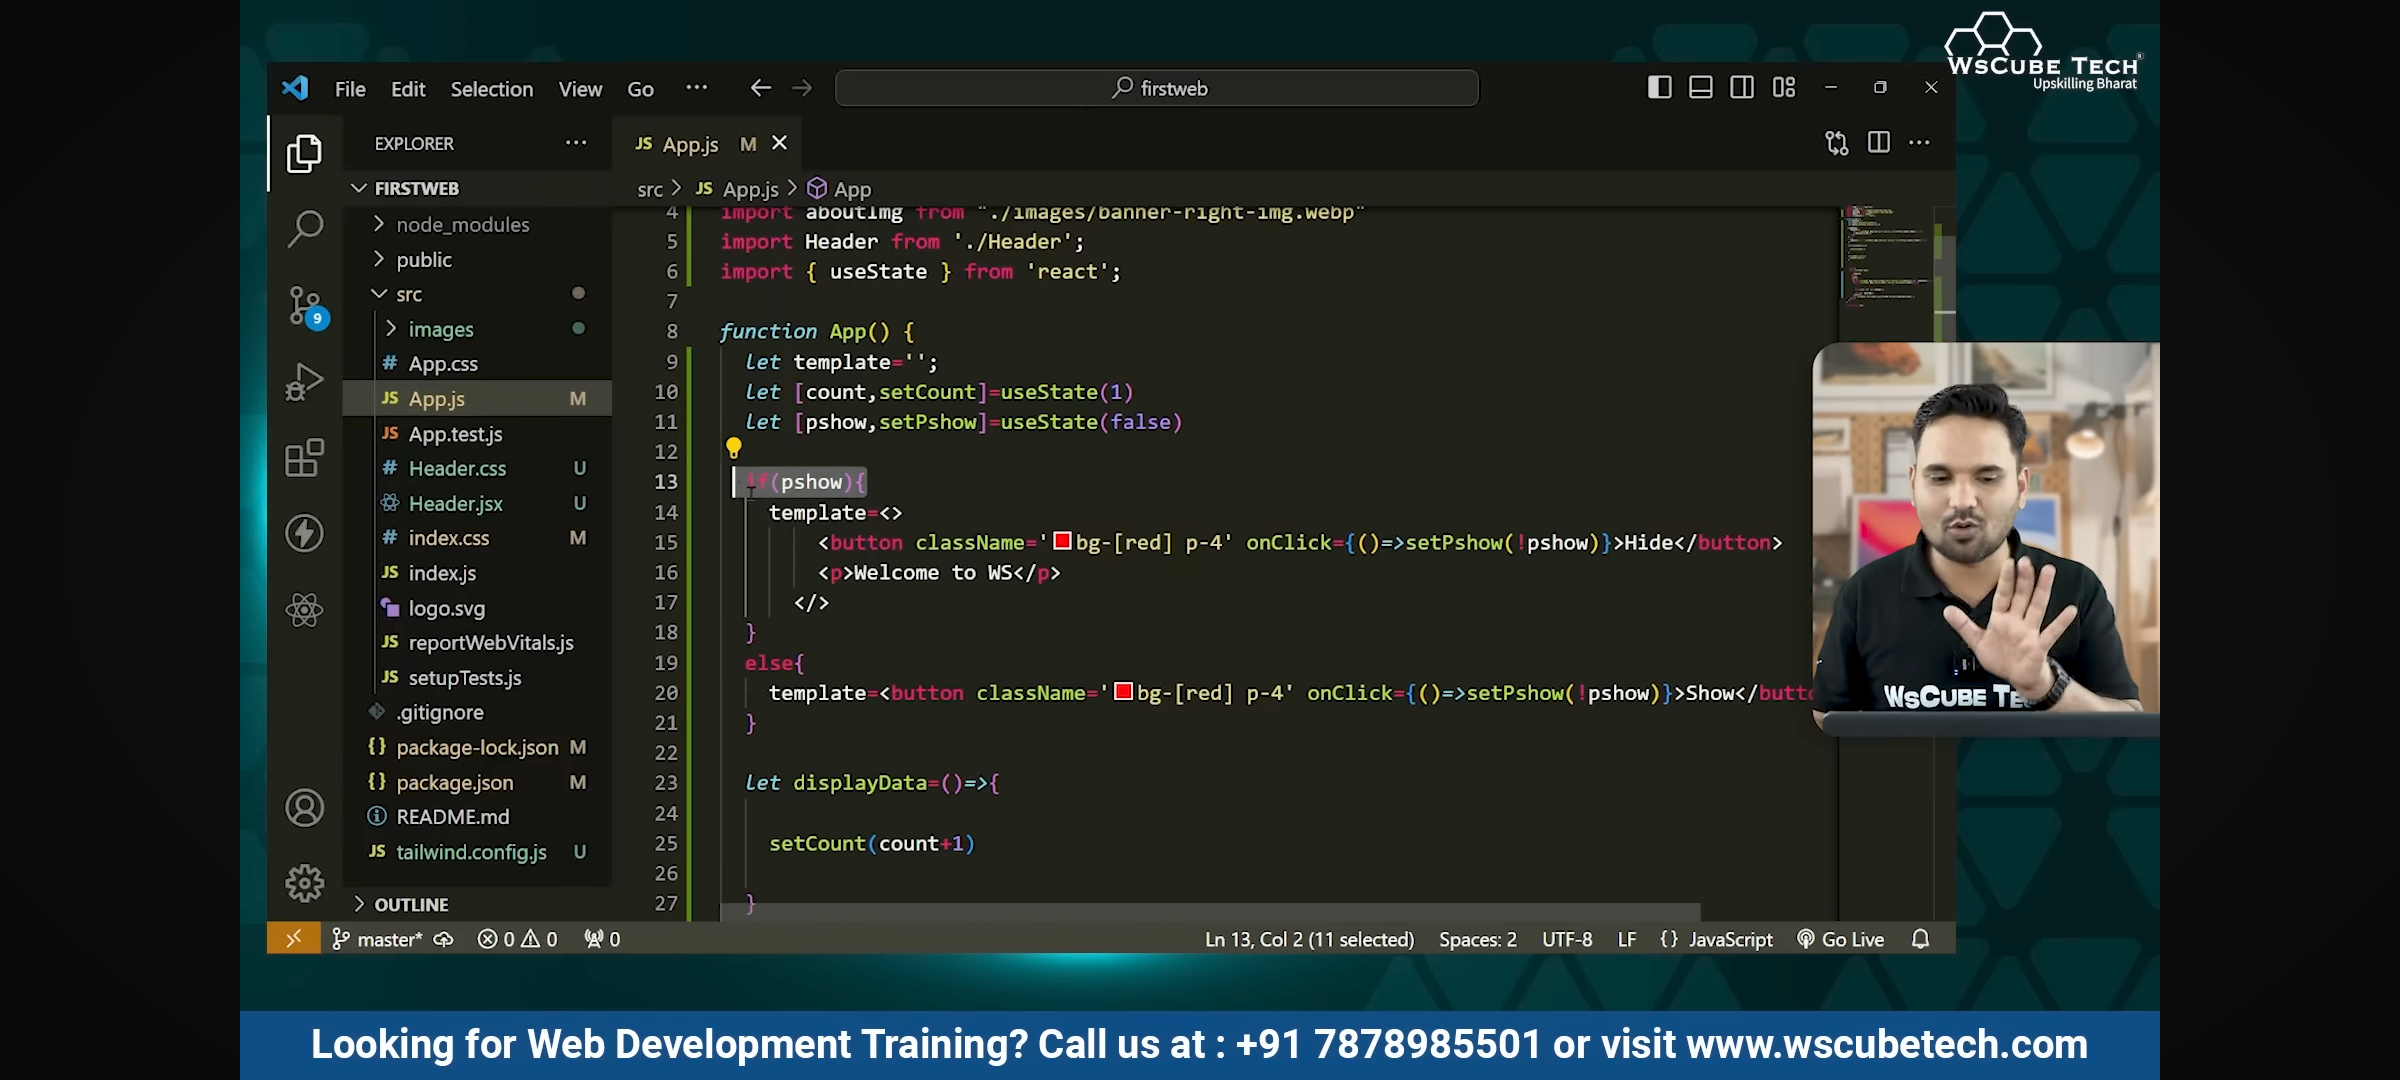 WsCube Tech
Upskilling Bharat
File Edit Selection View Go ··· firstweb
EXPLORER ···
JS App.js M
FIRSTWEB
src > JS App.js > App
node_modules
public
src
images
# App.css
JS App.js M
JS App.test.js
# Header.css U
Header.jsx U
# index.css M
JS index.js
logo.svg
JS reportWebVitals.js
JS setupTests.js
.gitignore
{} package-lock.json M
{} package.json M
README.md
JS tailwind.config.js U
OUTLINE
9
4 import aboutImg from "./images/banner-right-img.webp"
5 import Header from './Header';
6 import { useState } from 'react';
7
8 function App() {
9 let template='';
10 let [count,setCount]=useState(1)
11 let [pshow,setPshow]=useState(false)
12
13 if(pshow){
14 template=<>
15 <button className='bg-[red] p-4' onClick={()=>setPshow(!pshow)}>Hide</button>
16 <p>Welcome to WS</p>
17 </>
18 }
19 else{
20 template=<button className='bg-[red] p-4' onClick={()=>setPshow(!pshow)}>Show</butto
21 }
22
23 let displayData=()=>{
24
25 setCount(count+1)
26
27 }
WsCube Te
master* 0 0 0 Ln 13, Col 2 (11 selected) Spaces: 2 UTF-8 LF {} JavaScript Go Live
Looking for Web Development Training? Call us at : +91 7878985501 or visit www.wscubetech.com